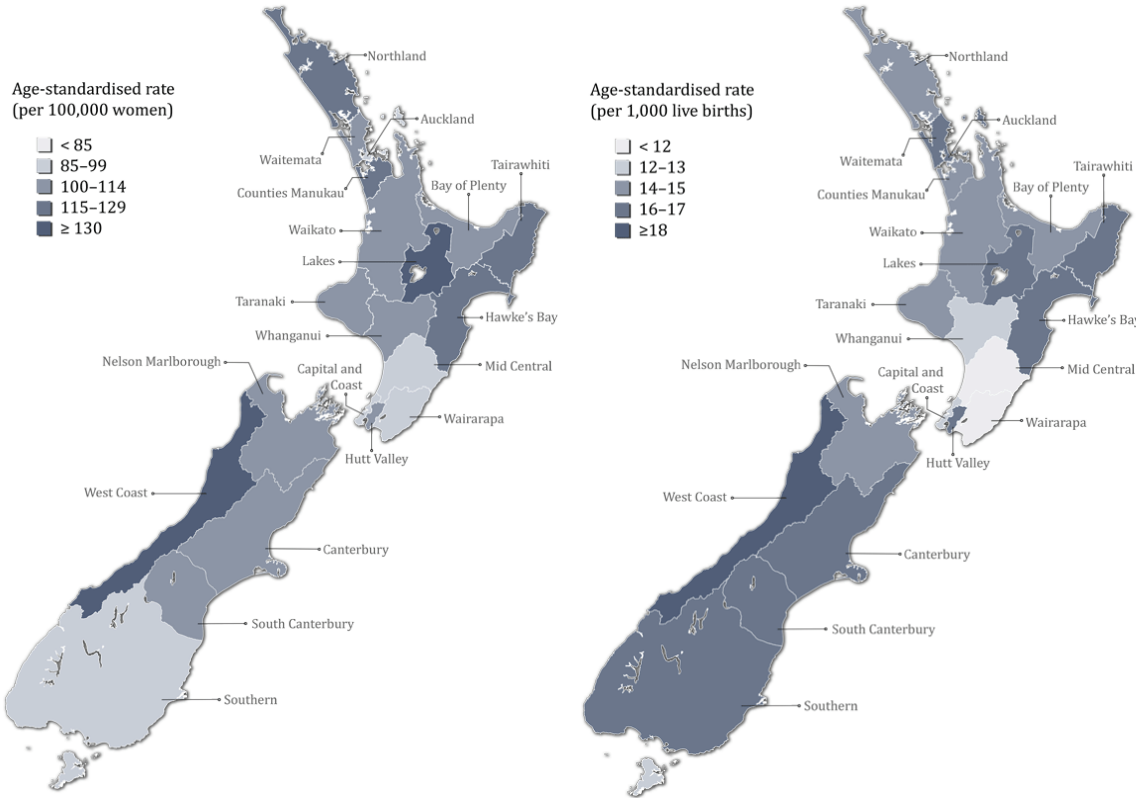 Age-standardised rate
(per 100,000 women)
< 85
85–99
100–114
115–129
≥ 130
Northland
Auckland
Waitemata
Tairawhiti
Counties Manukau
Bay of Plenty
Waikato
Lakes
Taranaki
Hawke's Bay
Whanganui
Nelson Marlborough
Capital and
Coast
Mid Central
Wairarapa
Hutt Valley
West Coast
Canterbury
South Canterbury
Southern
Age-standardised rate
(per 1,000 live births)
< 12
12–13
14–15
16–17
≥18
Northland
Auckland
Waitemata
Tairawhiti
Counties Manukau
Bay of Plenty
Waikato
Lakes
Taranaki
Hawke's Bay
Whanganui
Nelson Marlborough
Capital and
Coast
Mid Central
Wairarapa
Hutt Valley
West Coast
Canterbury
South Canterbury
Southern